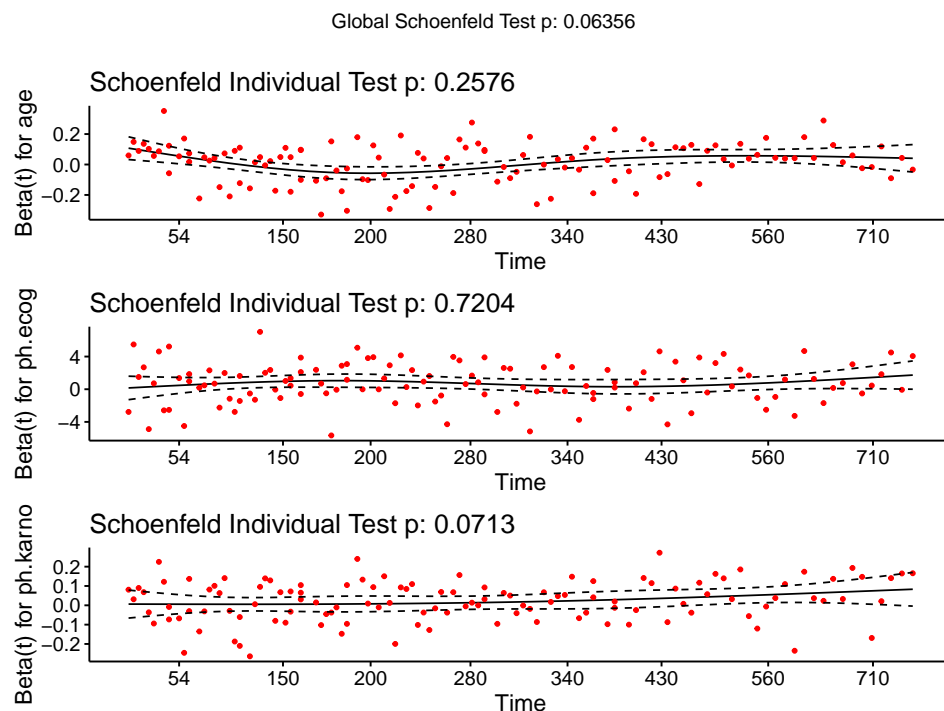 Global Schoenfeld Test p: 0.06356
Schoenfeld Individual Test p: 0.2576
Beta(t) for age
0.2
0.0
−0.2
54 150 200 280 340 430 560 710
Time
Schoenfeld Individual Test p: 0.7204
Beta(t) for ph.ecog
4
0
−4
54 150 200 280 340 430 560 710
Time
Schoenfeld Individual Test p: 0.0713
Beta(t) for ph.karno
0.2
0.1
0.0
−0.1
−0.2
54 150 200 280 340 430 560 710
Time